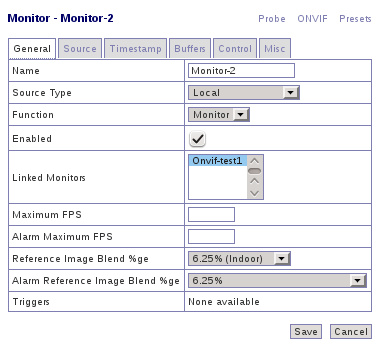 Monitor - Monitor-2 Probe ONVIF Presets
General Source Timestamp Buffers Control Misc
Name Monitor-2
Source Type Local
Function Monitor
Enabled
Linked Monitors Onvif-test1
Maximum FPS
Alarm Maximum FPS
Reference Image Blend %ge 6.25% (Indoor)
Alarm Reference Image Blend %ge 6.25%
Triggers None available
Save Cancel